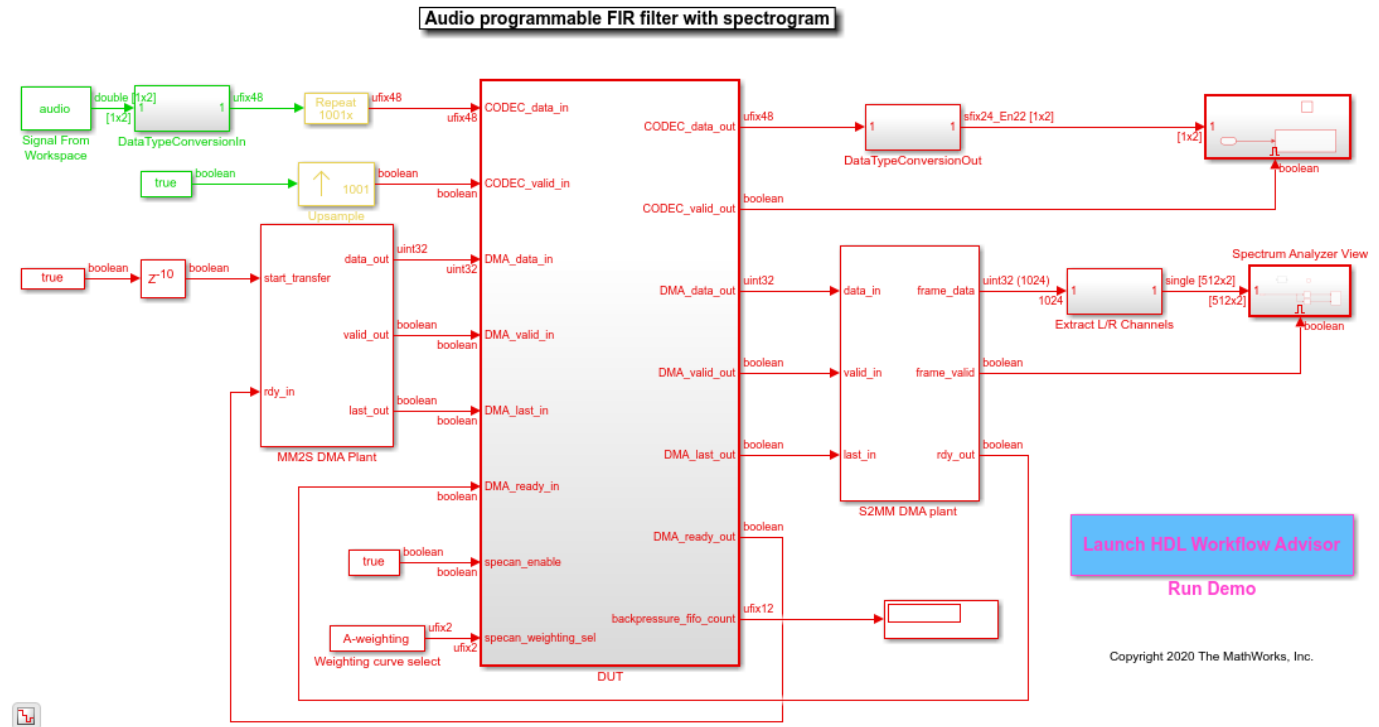 Audio programmable FIR filter with spectrogram
audio
double [1x2]
[1x2]
Signal From
Workspace
1
1
DataTypeConversionIn
ufix48
Repeat
1001x
ufix48
ufix48
true
boolean
1001
Upsample
boolean
boolean
true
boolean
Z-10
boolean
start_transfer
rdy_in
data_out
valid_out
last_out
MM2S DMA Plant
uint32
uint32
boolean
boolean
boolean
boolean
boolean
true
boolean
boolean
A-weighting
ufix2
ufix2
Weighting curve select
CODEC_data_in
CODEC_valid_in
DMA_data_in
DMA_valid_in
DMA_last_in
DMA_ready_in
specan_enable
specan_weighting_sel
CODEC_data_out
CODEC_valid_out
DMA_data_out
DMA_valid_out
DMA_last_out
DMA_ready_out
backpressure_fifo_count
DUT
ufix48
1
1
DataTypeConversionOut
sfix24_En22 [1x2]
[1x2]
1
boolean
boolean
uint32
boolean
boolean
boolean
ufix12
data_in
valid_in
last_in
frame_data
frame_valid
rdy_out
S2MM DMA plant
uint32 (1024)
1024
1
1
Extract L/R Channels
single [512x2]
[512x2]
Spectrum Analyzer View
1
boolean
boolean
boolean
Launch HDL Workflow Advisor
Run Demo
Copyright 2020 The MathWorks, Inc.